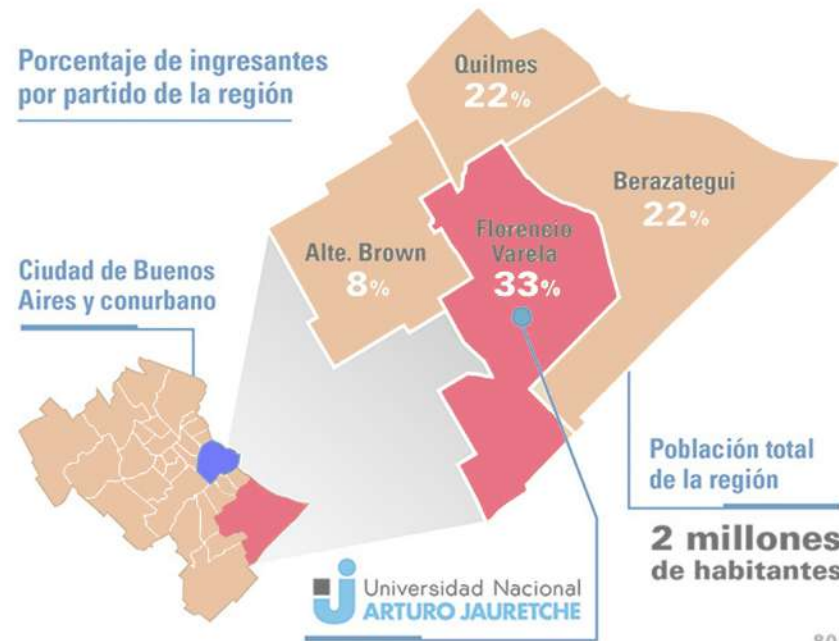 Porcentaje de ingresantes
por partido de la región
Quilmes
22%
Berazategui
22%
Alte. Brown
8%
Florencio
Varela
33%
Ciudad de Buenos
Aires y conurbano
Población total
de la región
2 millones
de habitantes
Universidad Nacional
ARTURO JAURETCHE